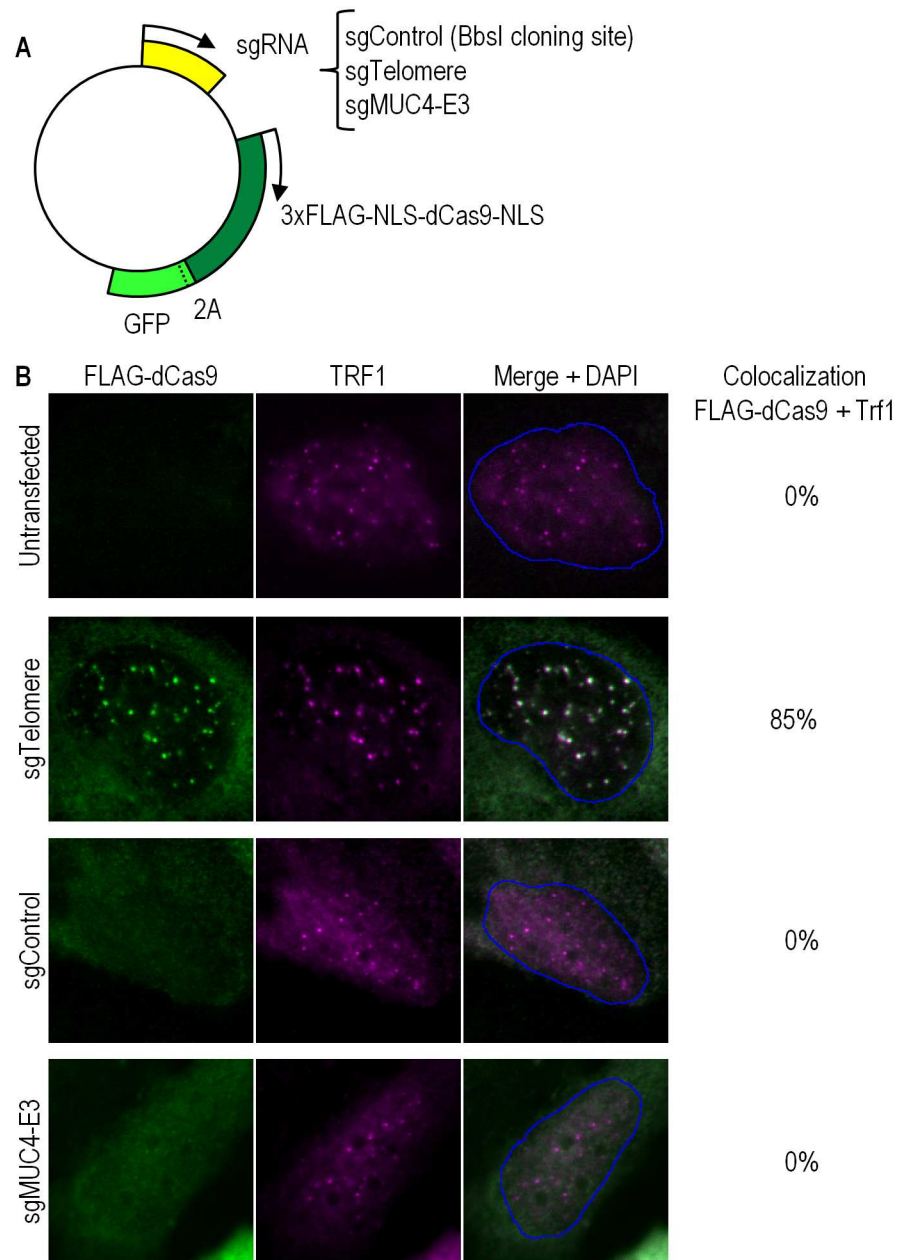 A
sgRNA
sgControl (BbsI cloning site)
sgTelomere
sgMUC4-E3
3xFLAG-NLS-dCas9-NLS
2A
GFP
B
FLAG-dCas9
TRF1
Merge + DAPI
Colocalization
FLAG-dCas9 + Trf1
Untransfected
0%
sgTelomere
85%
sgControl
0%
sgMUC4-E3
0%